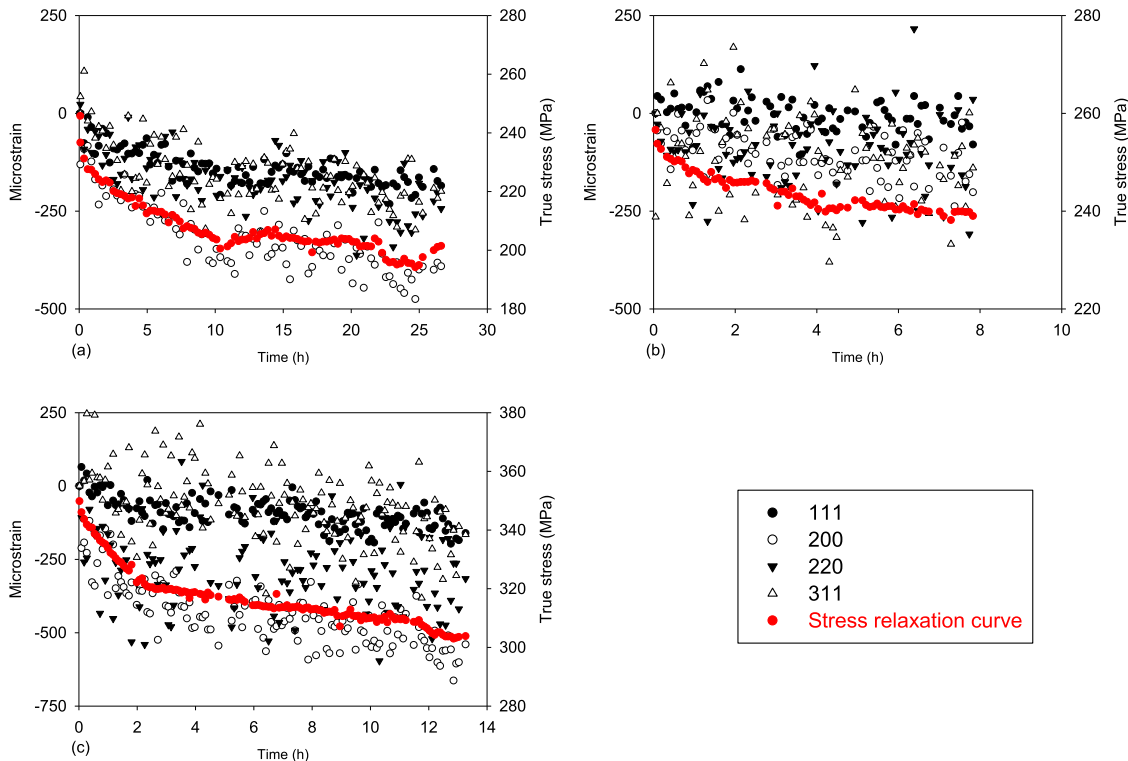 250
0
-250
-500
Microstrain
280
260
240
220
200
180
True stress (MPa)
0 5 10 15 20 25 30
(a)
Time (h)
250
0
-250
-500
Microstrain
280
260
240
220
True stress (MPa)
0 2 4 6 8 10
(b)
Time (h)
250
0
-250
-500
-750
Microstrain
380
360
340
320
300
280
True stress (MPa)
0 2 4 6 8 10 12 14
(c)
Time (h)
111
200
220
311
Stress relaxation curve